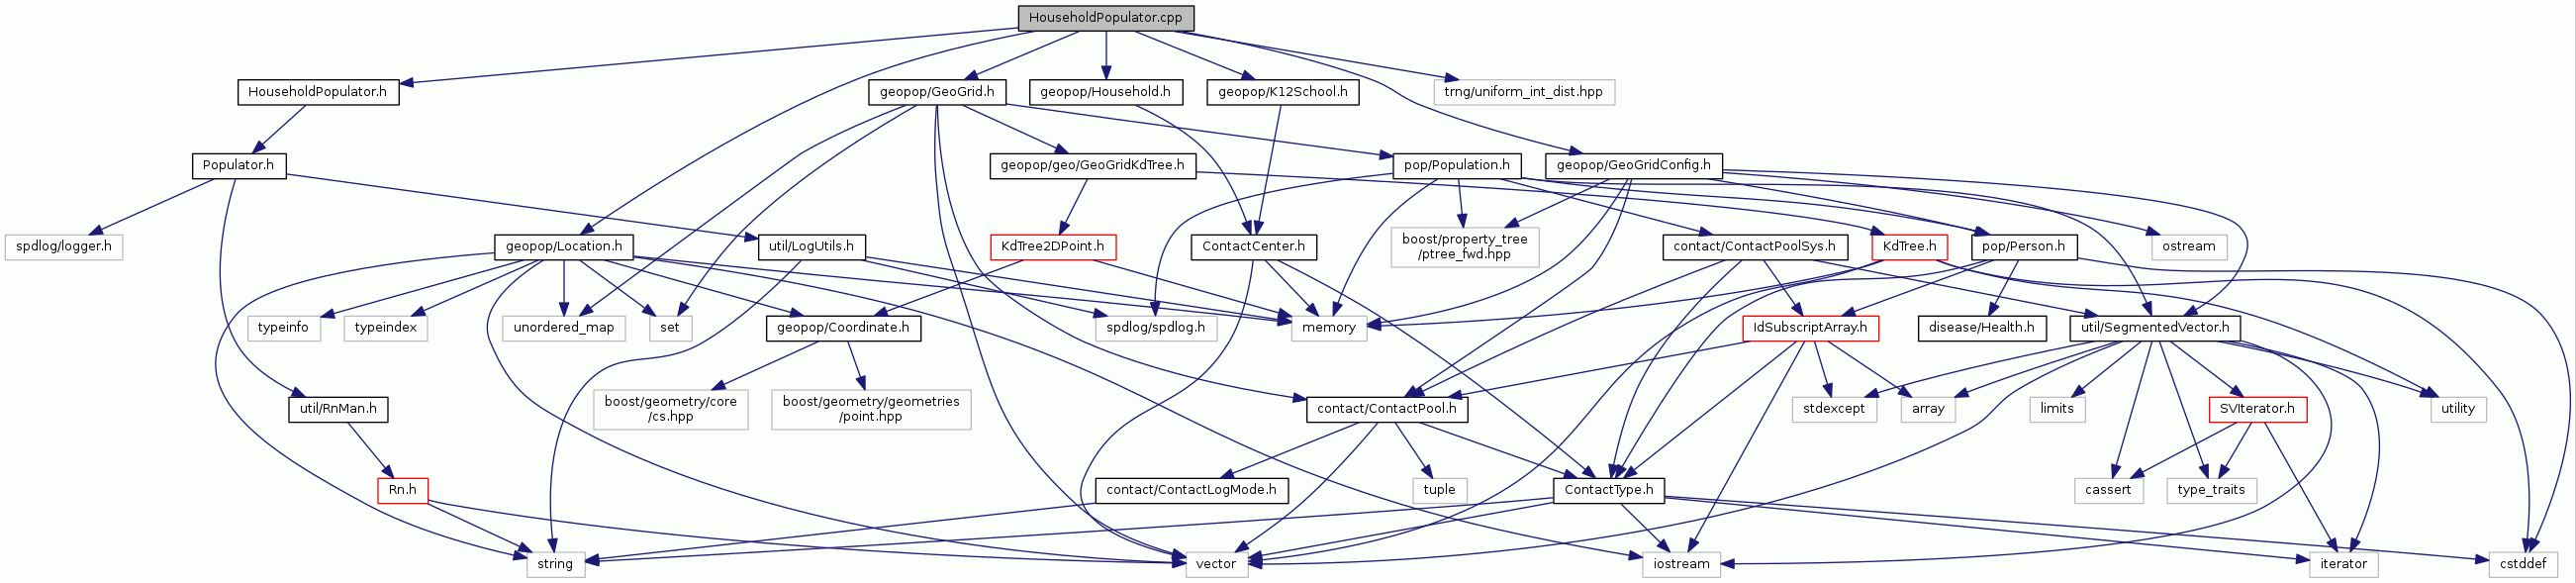 HouseholdPopulator.cpp
HouseholdPopulator.h
geopop/GeoGrid.h
geopop/Household.h
geopop/K12School.h
trng/uniform_int_dist.hpp
Populator.h
geopop/geo/GeoGridKdTree.h
pop/Population.h
geopop/GeoGridConfig.h
spdlog/logger.h
geopop/Location.h
util/LogUtils.h
KdTree2DPoint.h
ContactCenter.h
boost/property_tree
/ptree_fwd.hpp
contact/ContactPoolSys.h
KdTree.h
pop/Person.h
ostream
typeinfo
typeindex
unordered_map
set
geopop/Coordinate.h
spdlog/spdlog.h
memory
IdSubscriptArray.h
disease/Health.h
util/SegmentedVector.h
util/RnMan.h
boost/geometry/core
/cs.hpp
boost/geometry/geometries
/point.hpp
contact/ContactPool.h
stdexcept
array
limits
SVIterator.h
utility
Rn.h
contact/ContactLogMode.h
tuple
ContactType.h
cassert
type_traits
string
vector
iostream
iterator
cstddef